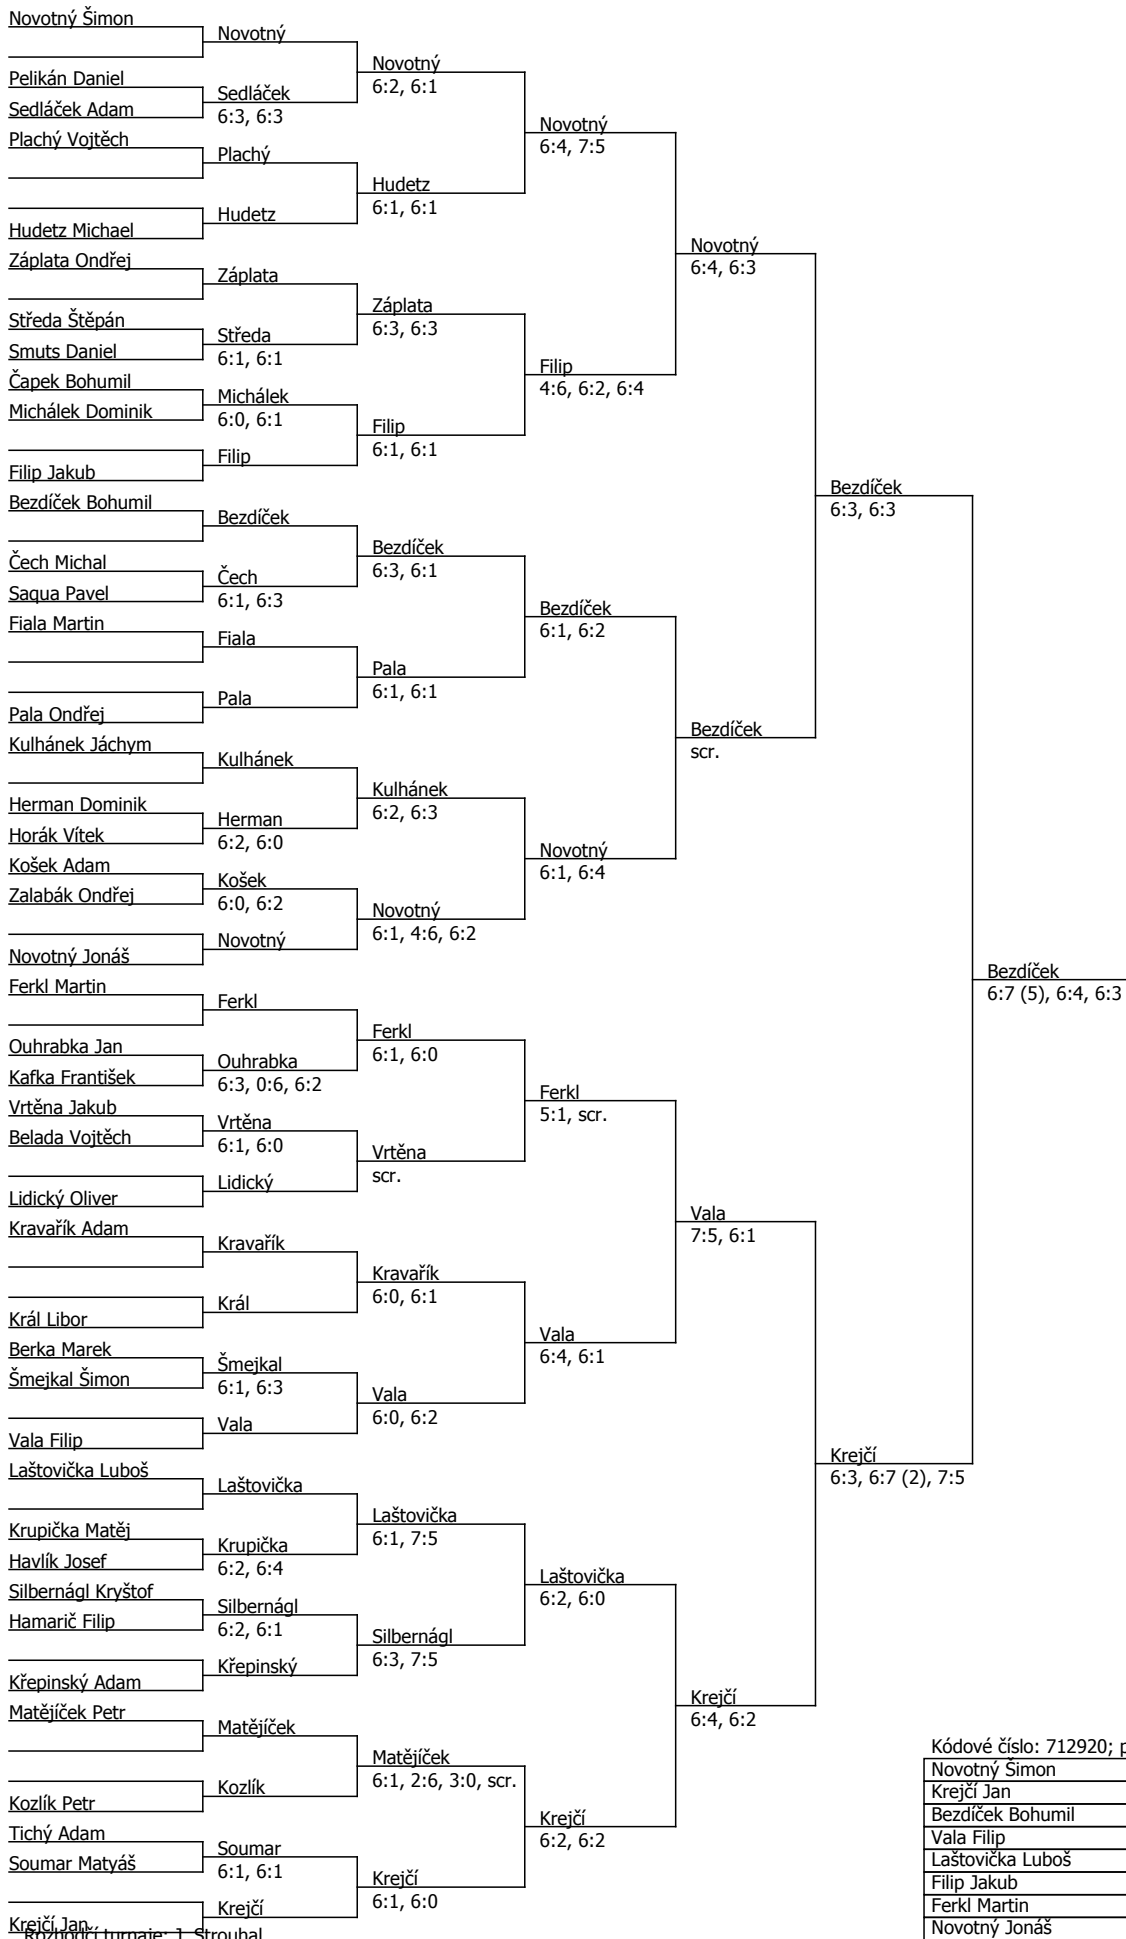 Novotný Šimon
Pelikán Daniel
Sedláček Adam
Plachý Vojtěch
Hudetz Michael
Záplata Ondřej
Středa Štěpán
Smuts Daniel
Čapek Bohumil
Michálek Dominik
Filip Jakub
Bezdíček Bohumil
Čech Michal
Saqua Pavel
Fiala Martin
Pala Ondřej
Kulhánek Jáchym
Herman Dominik
Horák Vítek
Košek Adam
Zalabák Ondřej
Novotný Jonáš
Ferkl Martin
Ouhrabka Jan
Kafka František
Vrtěna Jakub
Belada Vojtěch
Lidický Oliver
Kravařík Adam
Král Libor
Berka Marek
Šmejkal Šimon
Vala Filip
Laštovička Luboš
Krupička Matěj
Havlík Josef
Silbernágl Kryštof
Hamarič Filip
Křepinský Adam
Matějíček Petr
Kozlík Petr
Tichý Adam
Soumar Matyáš
Krejčí Jan
Rozhodčí turnaje: J. Strouhal
Novotný
Sedláček
6:3, 6:3
Plachý
Hudetz
Záplata
Středa
6:1, 6:1
Michálek
6:0, 6:1
Filip
Bezdíček
Čech
6:1, 6:3
Fiala
Pala
Kulhánek
Herman
6:2, 6:0
Košek
6:0, 6:2
Novotný
Ferkl
Ouhrabka
6:3, 0:6, 6:2
Vrtěna
6:1, 6:0
Lidický
Kravařík
Král
Šmejkal
6:1, 6:3
Vala
Laštovička
Krupička
6:2, 6:4
Silbernágl
6:2, 6:1
Křepinský
Matějíček
Kozlík
Soumar
6:1, 6:1
Krejčí
Novotný
6:2, 6:1
Hudetz
6:1, 6:1
Záplata
6:3, 6:3
Filip
6:1, 6:1
Bezdíček
6:3, 6:1
Pala
6:1, 6:1
Kulhánek
6:2, 6:3
Novotný
6:1, 4:6, 6:2
Ferkl
6:1, 6:0
Vrtěna
scr.
Kravařík
6:0, 6:1
Vala
6:0, 6:2
Laštovička
6:1, 7:5
Silbernágl
6:3, 7:5
Matějíček
6:1, 2:6, 3:0, scr.
Krejčí
6:1, 6:0
Novotný
6:4, 7:5
Filip
4:6, 6:2, 6:4
Bezdíček
6:1, 6:2
Novotný
6:1, 6:4
Ferkl
5:1, scr.
Vala
6:4, 6:1
Laštovička
6:2, 6:0
Krejčí
6:2, 6:2
Novotný
6:4, 6:3
Bezdíček
scr.
Vala
7:5, 6:1
Krejčí
6:4, 6:2
Bezdíček
6:3, 6:3
Krejčí
6:3, 6:7 (2), 7:5
Bezdíček
6:7 (5), 6:4, 6:3
Kódové číslo: 712920; p
Novotný Šimon
Krejčí Jan
Bezdíček Bohumil
Vala Filip
Laštovička Luboš
Filip Jakub
Ferkl Martin
Novotný Jonáš